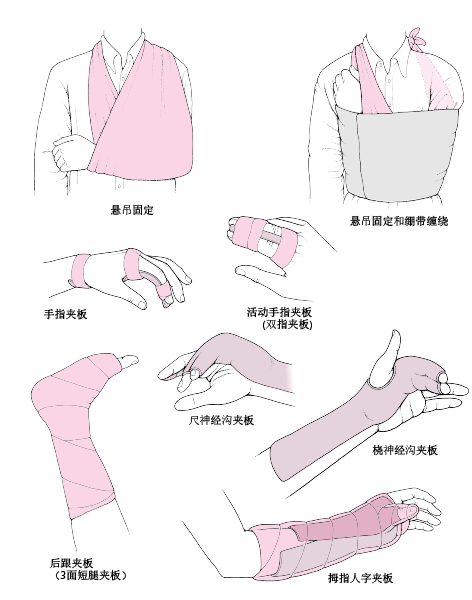 悬吊固定
悬吊固定和绷带缠绕
手指夹板
活动手指夹板
(双指夹板)
尺神经沟夹板
桡神经沟夹板
后跟夹板
（3面短腿夹板）
拇指人字夹板